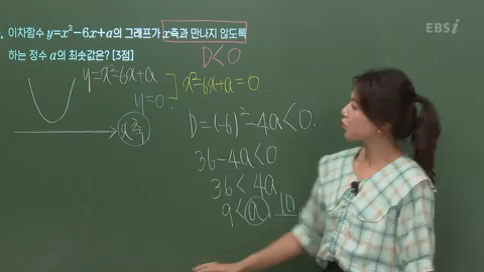 EBSi
. 이차함수 y=x²-6x+a의 그래프가 x축과 만나지 않도록
하는 정수 a의 최솟값은? [3점]
D<0
y=x²-6x+a
y=0
x²-6x+a=0.
x축
D=(-6)²-4a<0.
36-4a<0
36<4a
9<a. 10